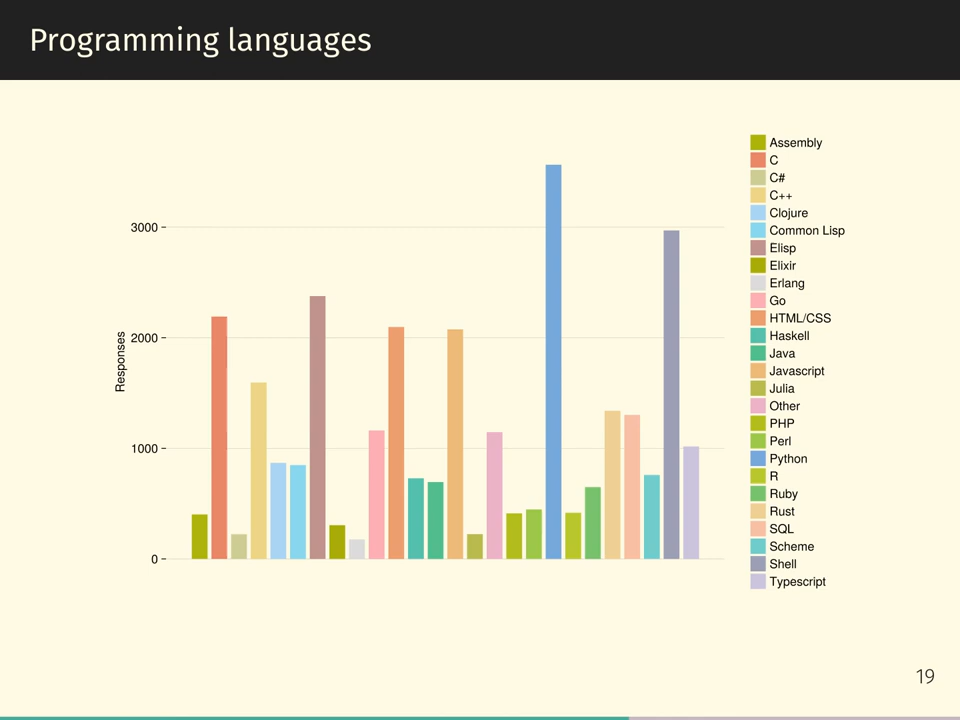 Programming languages
Responses
3000
2000
1000
0
Assembly
C
C#
C++
Clojure
Common Lisp
Elisp
Elixir
Erlang
Go
HTML/CSS
Haskell
Java
Javascript
Julia
Other
PHP
Perl
Python
R
Ruby
Rust
SQL
Scheme
Shell
Typescript
19